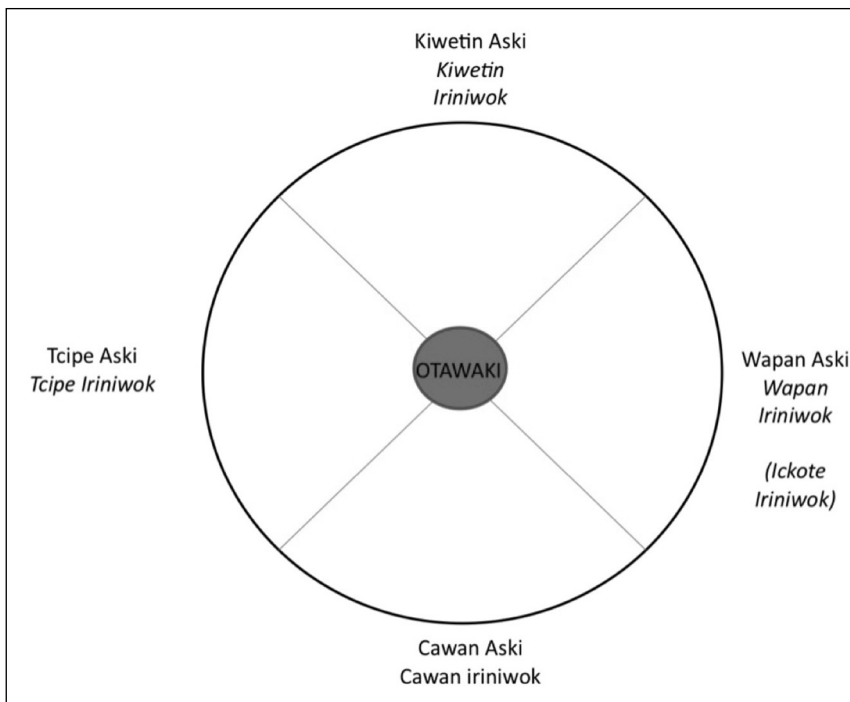 Kiwetin Aski
Kiwetin
Iriniwok
OTAWAKI
Tcipe Aski
Tcipe Iriniwok
Wapan Aski
Wapan
Iriniwok
(Ickote
Iriniwok)
Cawan Aski
Cawan iriniwok